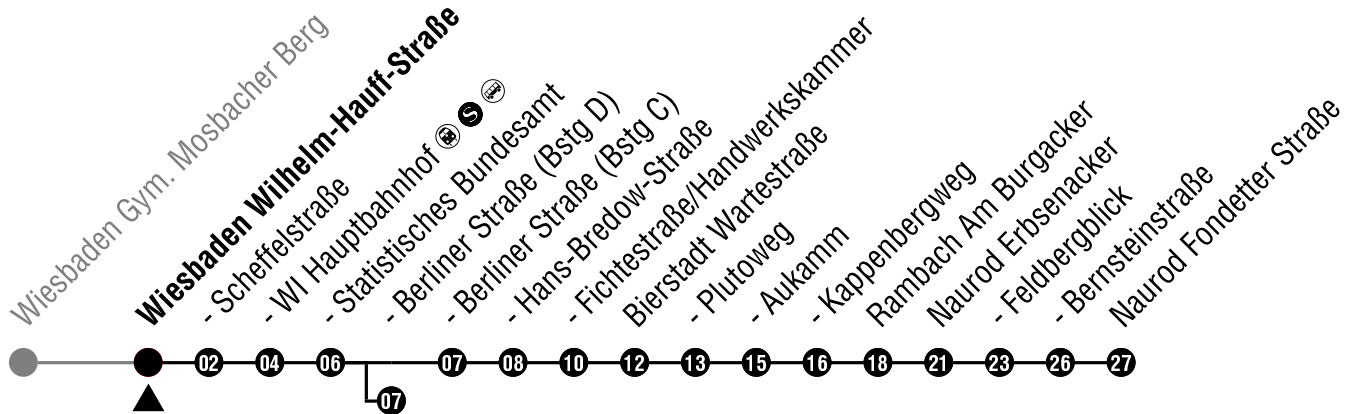 Wiesbaden Gym. Mosbacher Berg
Wiesbaden Wilhelm-Hauff-Straße
- Scheffelstraße
- WI Hauptbahnhof S
- Statistisches Bundesamt
- Berliner Straße (Bstg D)
- Berliner Straße (Bstg C)
- Hans-Bredow-Straße
- Fichtestraße/Handwerkskammer
Bierstadt Wartestraße
- Plutoweg
- Aukamm
- Kappenbergweg
Rambach Am Burgacker
Naurod Erbsenacker
- Feldbergblick
- Bernsteinstraße
Naurod Fondetter Straße
02 04 06 07 08 10 12 13 15 16 18 21 23 26 27
07